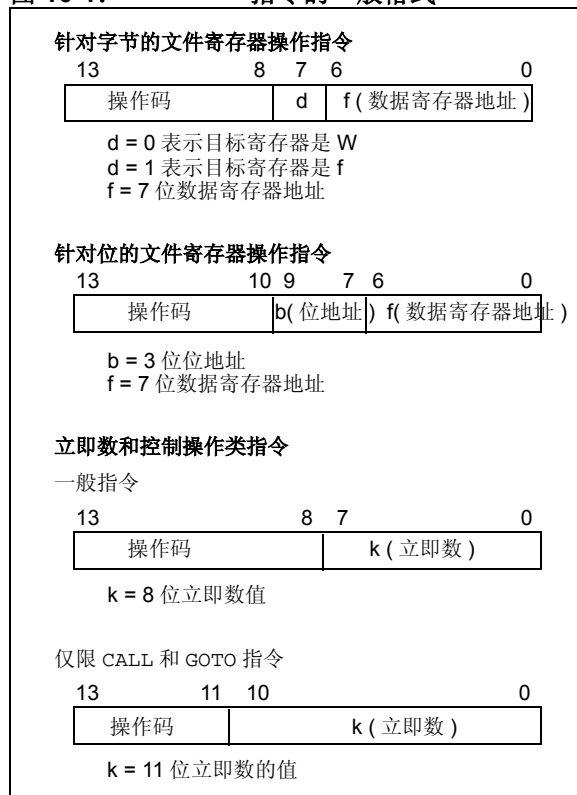 针对字节的文件寄存器操作指令
13 8 7 6 0
操作码 d f ( 数据寄存器地址 )
d = 0 表示目标寄存器是 W
d = 1 表示目标寄存器是 f
f = 7 位数据寄存器地址
针对位的文件寄存器操作指令
13 10 9 7 6 0
操作码 b( 位地址 ) f( 数据寄存器地址 )
b = 3 位位地址
f = 7 位数据寄存器地址
立即数和控制操作类指令
一般指令
13 8 7 0
操作码 k ( 立即数 )
k = 8 位立即数值
仅限 CALL 和 GOTO 指令
13 11 10 0
操作码 k ( 立即数 )
k = 11 位立即数的值